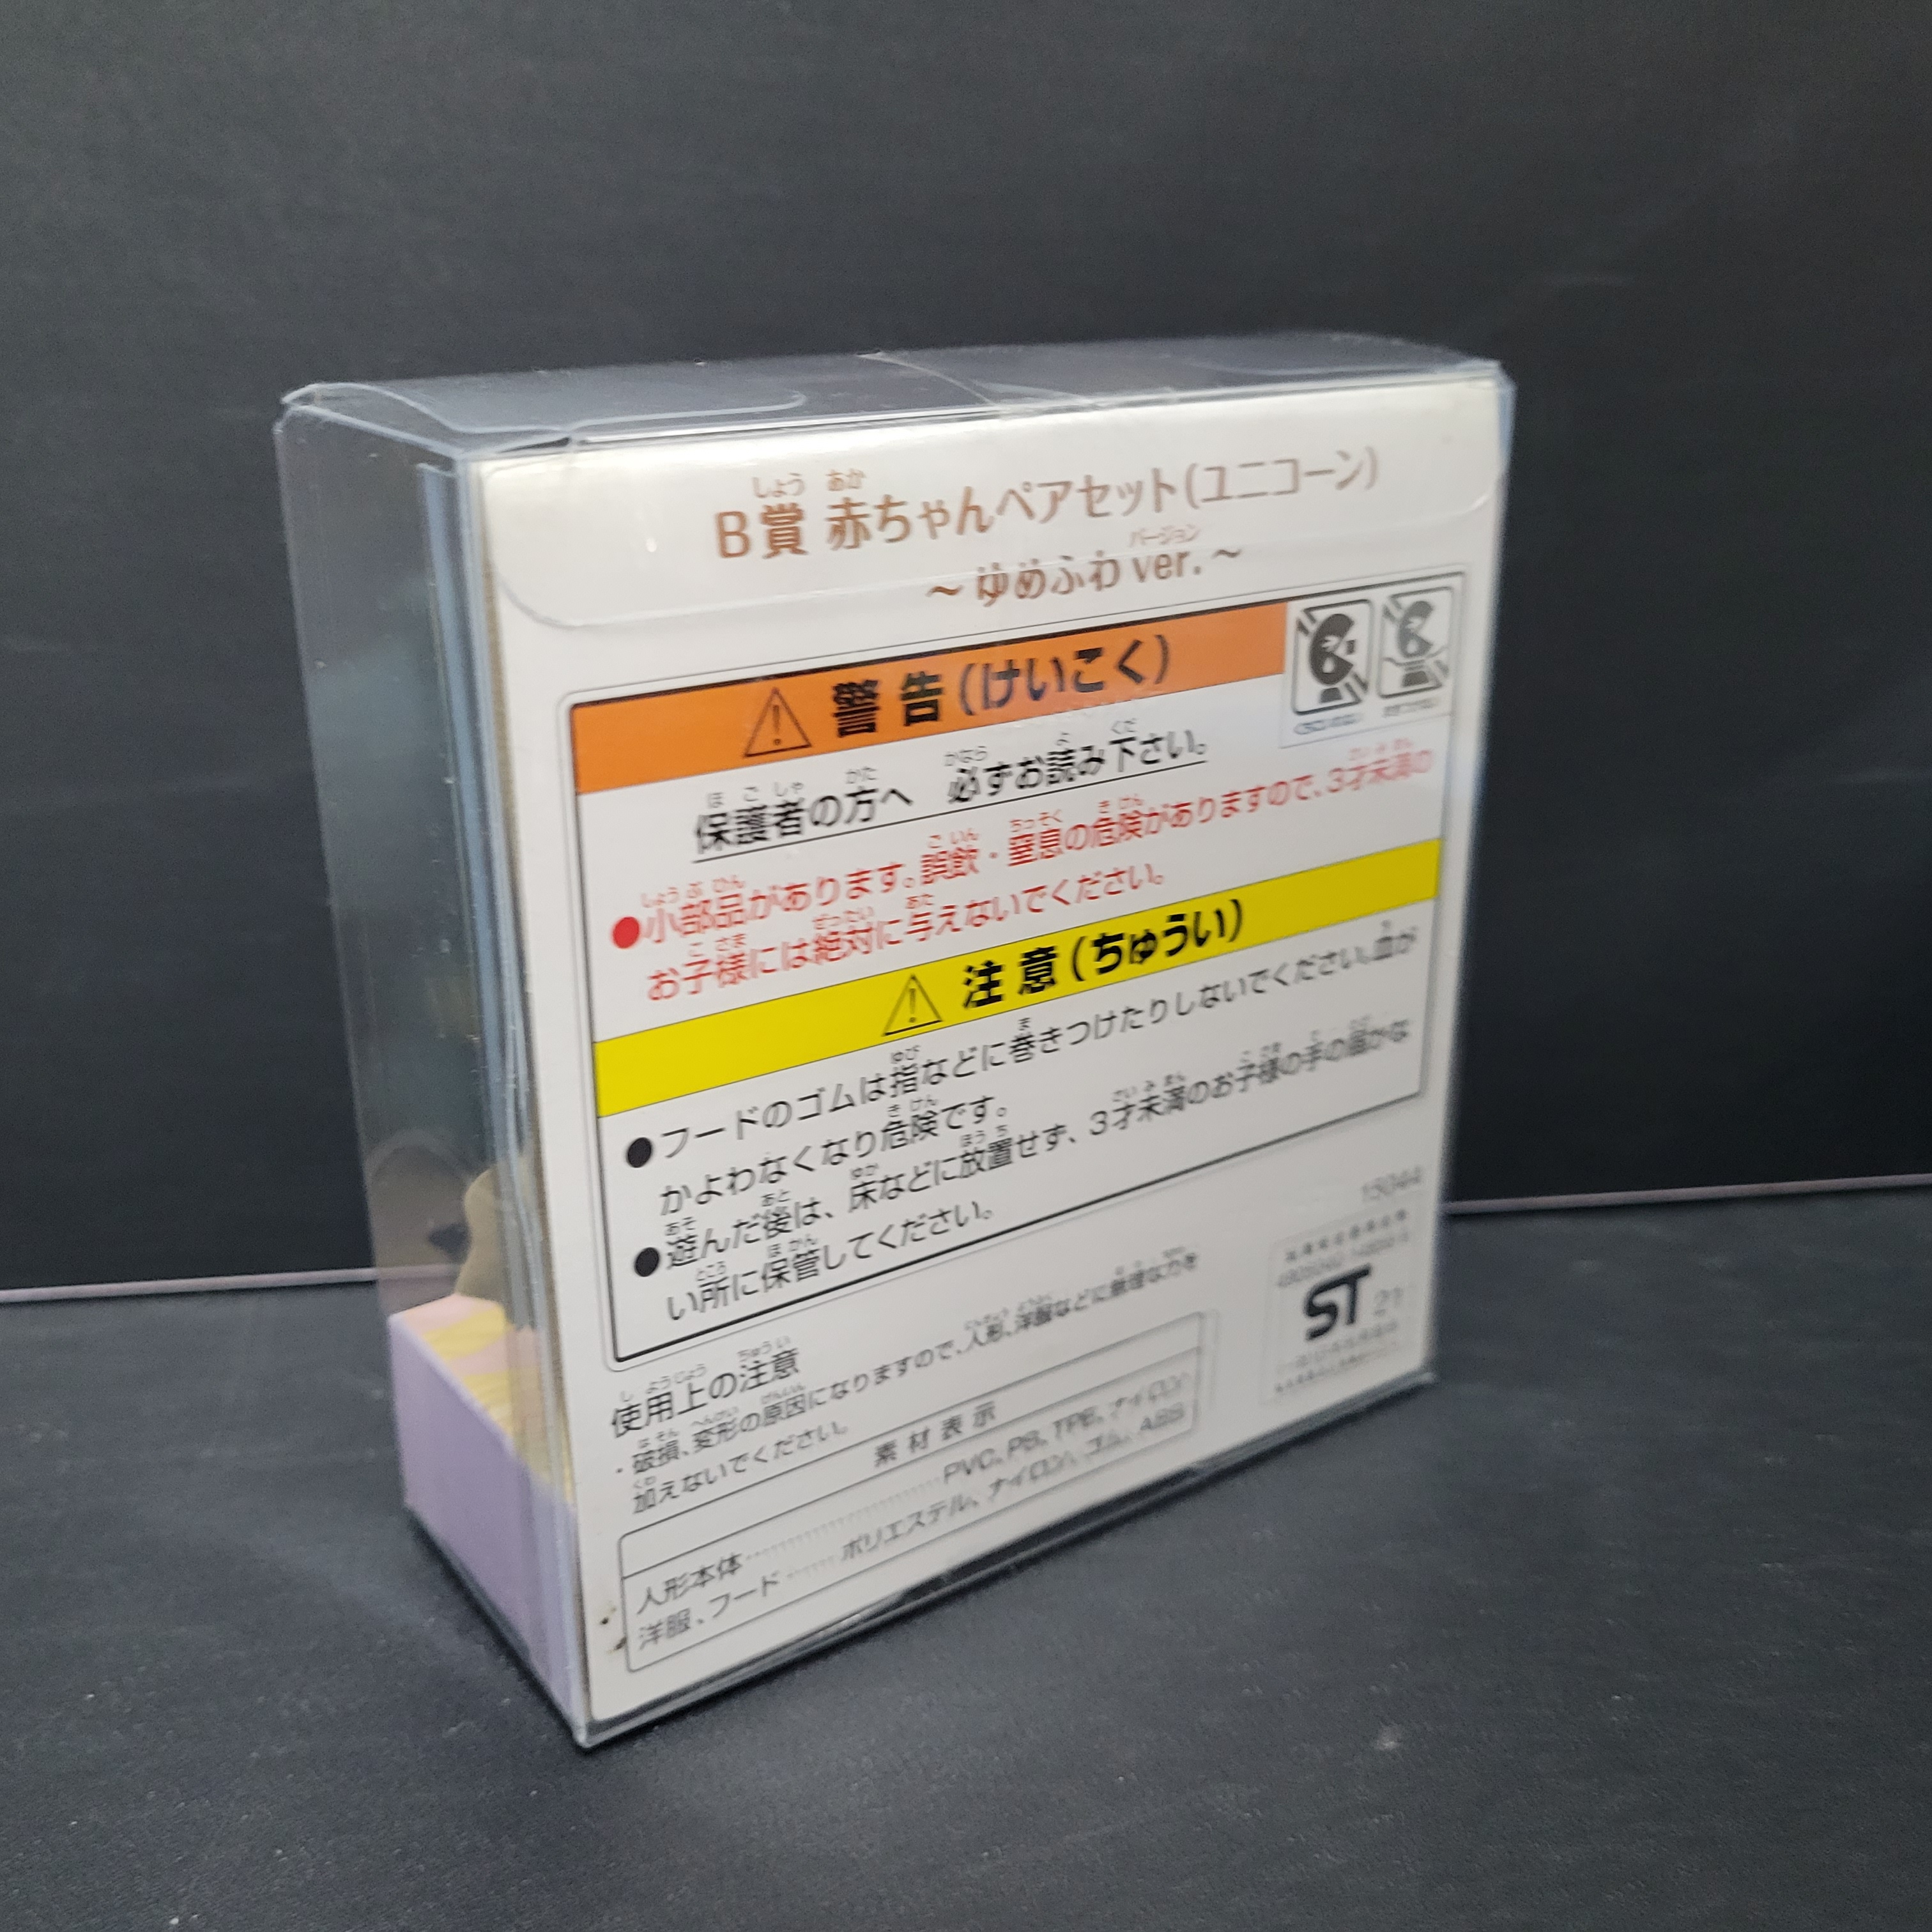 B賞 赤ちゃんペアセット(ユニコーン)
～ゆめふわ ver.～
警告(けいこく)
保護者の方へ 必ずお読み下さい。
●小部品があります。誤飲・窒息の危険がありますので、3才未満の
お子様には絶対に与えないでください。
注意(ちゅうい)
●フードのゴムは指などに巻きつけたりしないでください。血が
かよわなくなり危険です。
●遊んだ後は、床などに放置せず、3才未満のお子様の手の届かな
い所に保管してください。
15044
使用上の注意
・破損、変形の原因になりますので、人形、洋服などに無理な力を
加えないでください。
ST
素材表示
人形本体 PVC、PS、TPE、ナイロン
洋服、フード ポリエステル、ナイロン、ゴム、ABS